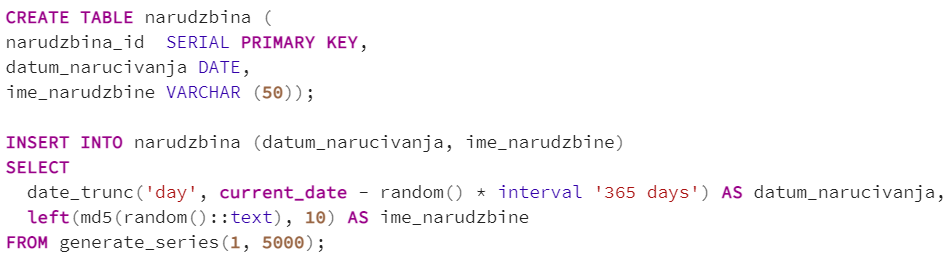 CREATE TABLE narudzbina (
narudzbina_id  SERIAL PRIMARY KEY,
datum_narucivanja DATE,
ime_narudzbine VARCHAR (50));

INSERT INTO narudzbina (datum_narucivanja, ime_narudzbine)
SELECT
  date_trunc('day', current_date - random() * interval '365 days') AS datum_narucivanja,
  left(md5(random()::text), 10) AS ime_narudzbine
FROM generate_series(1, 5000);